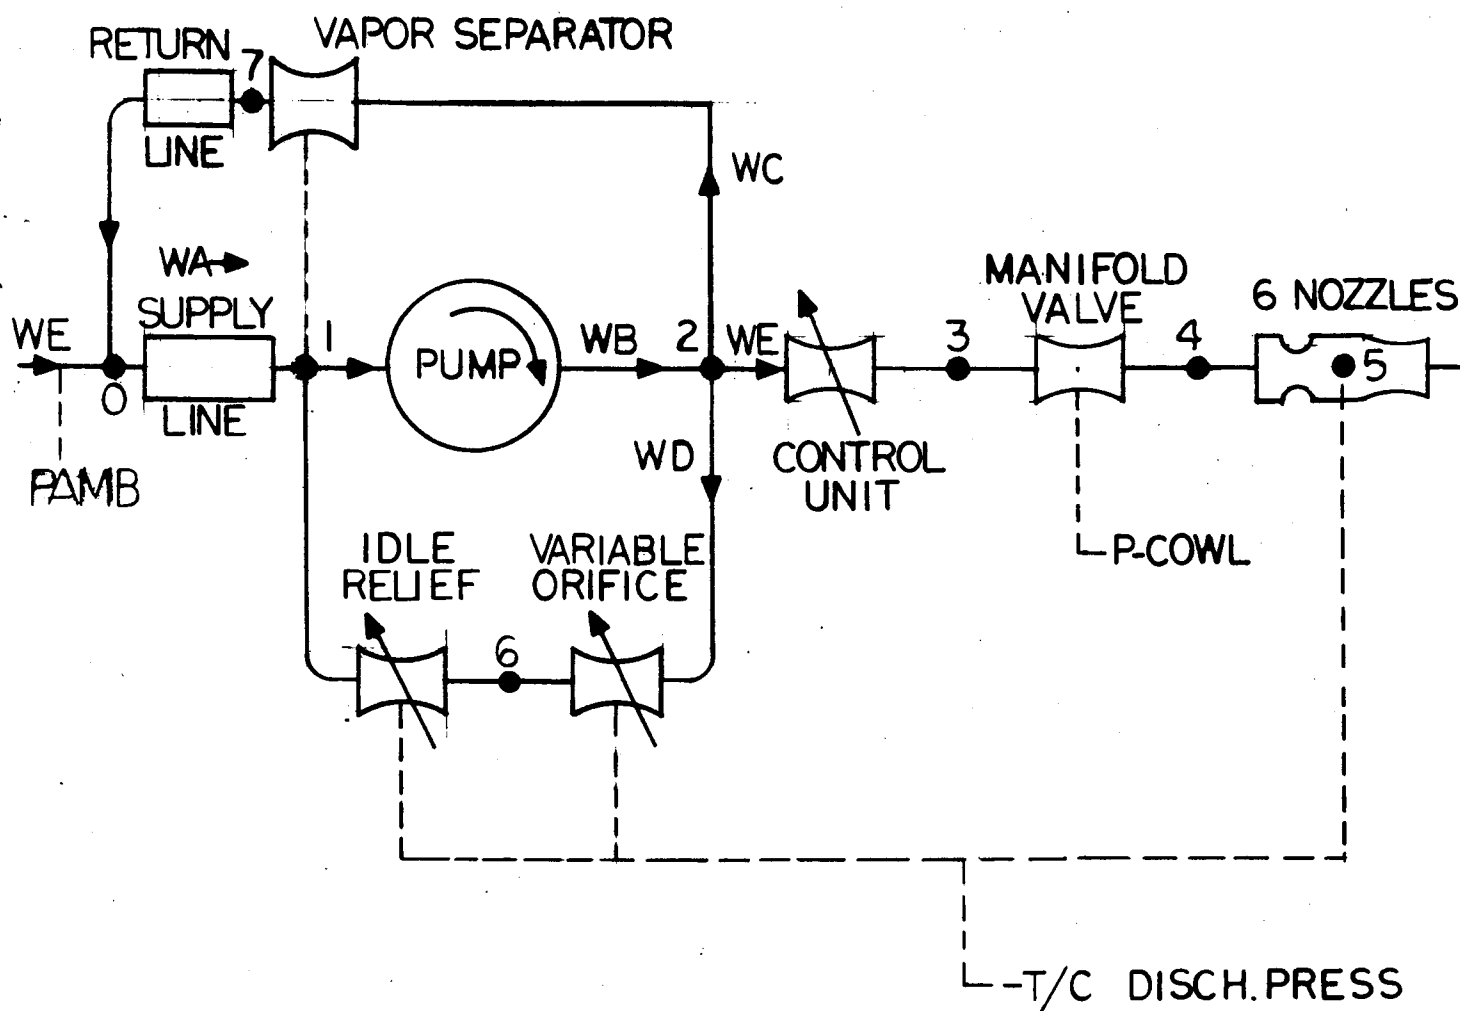 VAPOR SEPARATOR
RETURN
7
LINE
WC
WA
SUPPLY
LINE
WE
0
PAMB
1
PUMP
WB
2
WE
WD
CONTROL
UNIT
3
MANIFOLD
VALVE
4
6 NOZZLES
5
P-COWL
IDLE
RELIEF
VARIABLE
ORIFICE
6
T/C DISCH. PRESS